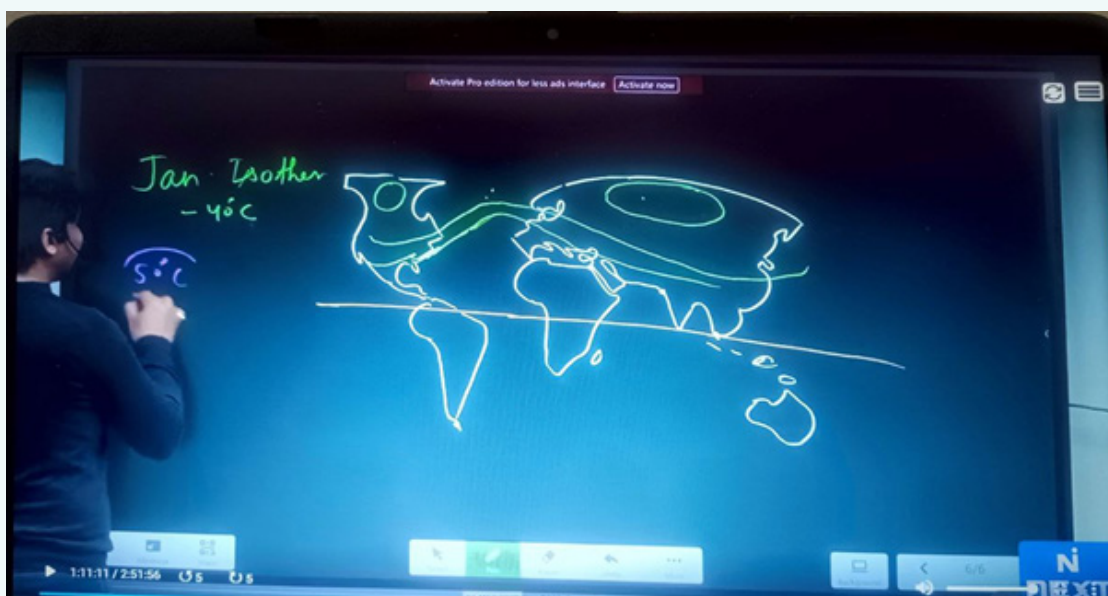 Activate Pro edition for less ads interface Activate now
Jan. Isother
- 40°C
5°C
1:11:11 / 2:51:56 5 5
6/6
N